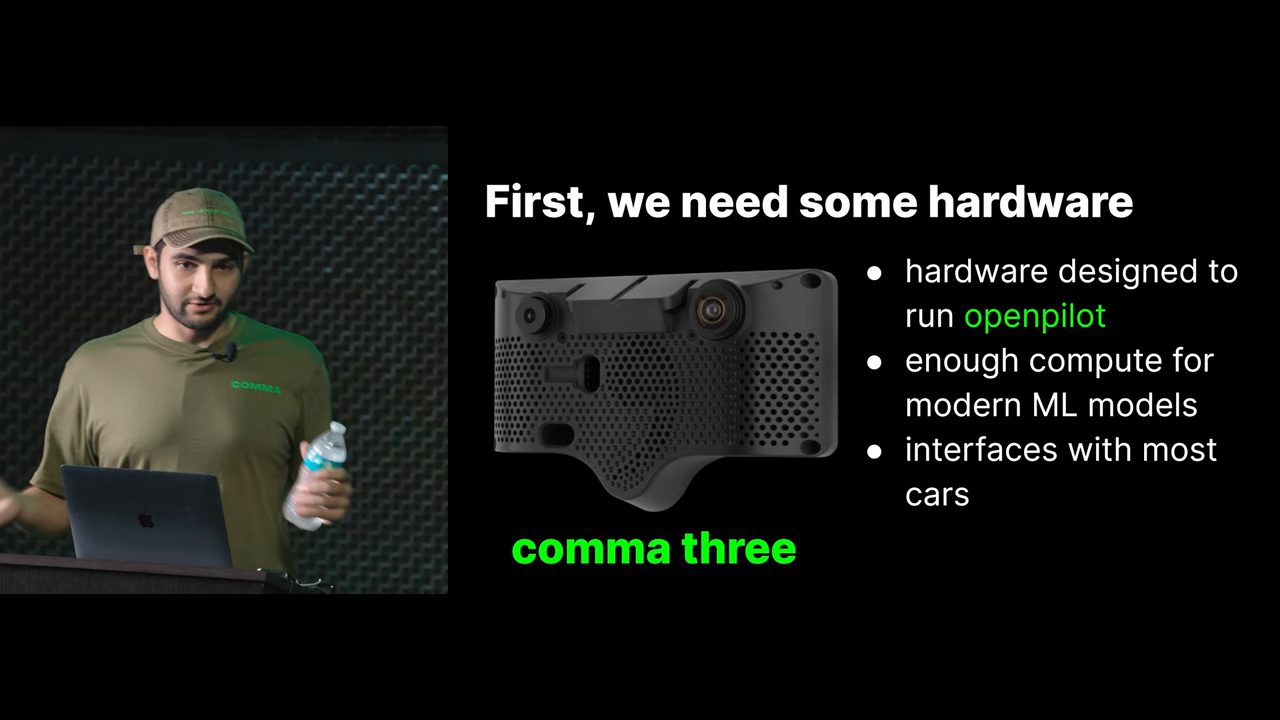 First, we need some hardware
● hardware designed to
run openpilot
● enough compute for
modern ML models
● interfaces with most
cars
comma three
COMMA